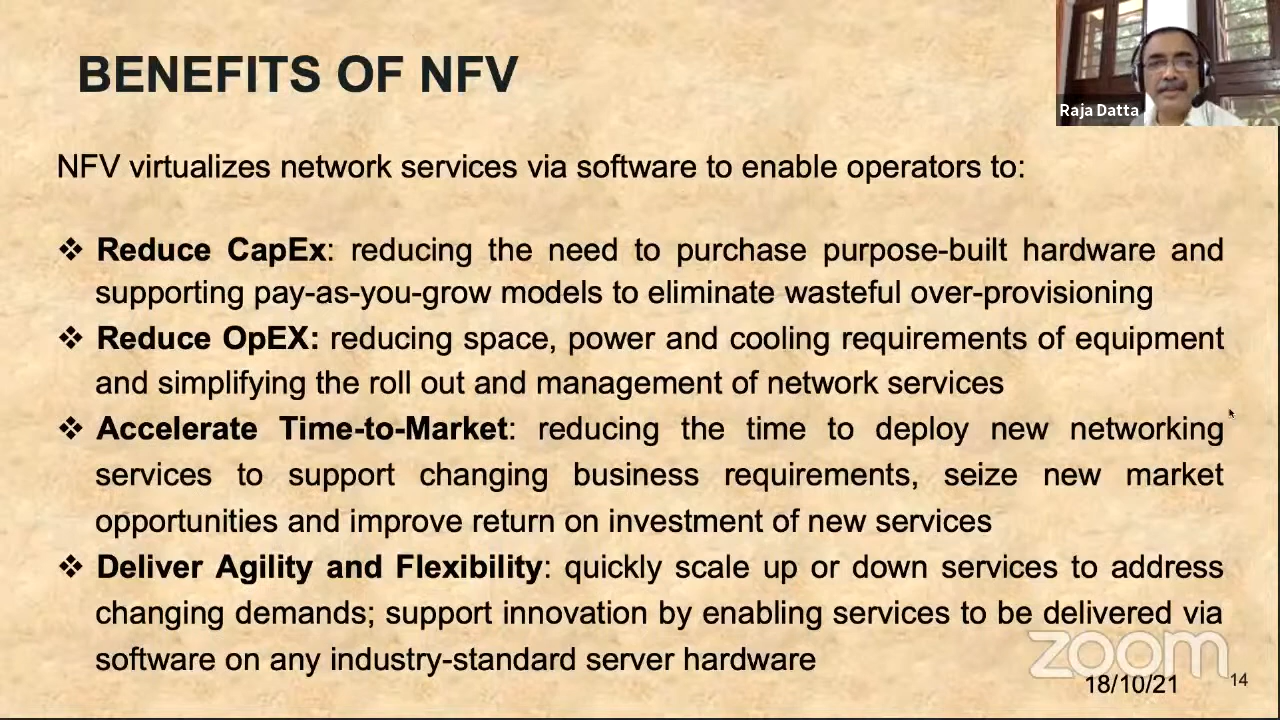 BENEFITS OF NFV
Raja Datta
NFV virtualizes network services via software to enable operators to:
❖ Reduce CapEx: reducing the need to purchase purpose-built hardware and
supporting pay-as-you-grow models to eliminate wasteful over-provisioning
❖ Reduce OpEX: reducing space, power and cooling requirements of equipment
and simplifying the roll out and management of network services
❖ Accelerate Time-to-Market: reducing the time to deploy new networking
services to support changing business requirements, seize new market
opportunities and improve return on investment of new services
❖ Deliver Agility and Flexibility: quickly scale up or down services to address
changing demands; support innovation by enabling services to be delivered via
software on any industry-standard server hardware
zoom
18/10/21
14